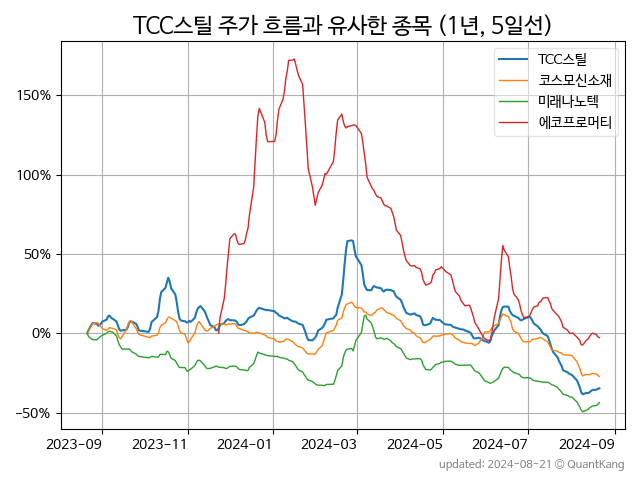 TCC스틸 주가 흐름과 유사한 종목 (1년, 5일선)
TCC스틸
코스모신소재
미래나노텍
에코프로머티
150%
100%
50%
0%
−50%
2023-09 2023-11 2024-01 2024-03 2024-05 2024-07 2024-09
updated: 2024-08-21 © QuantKang